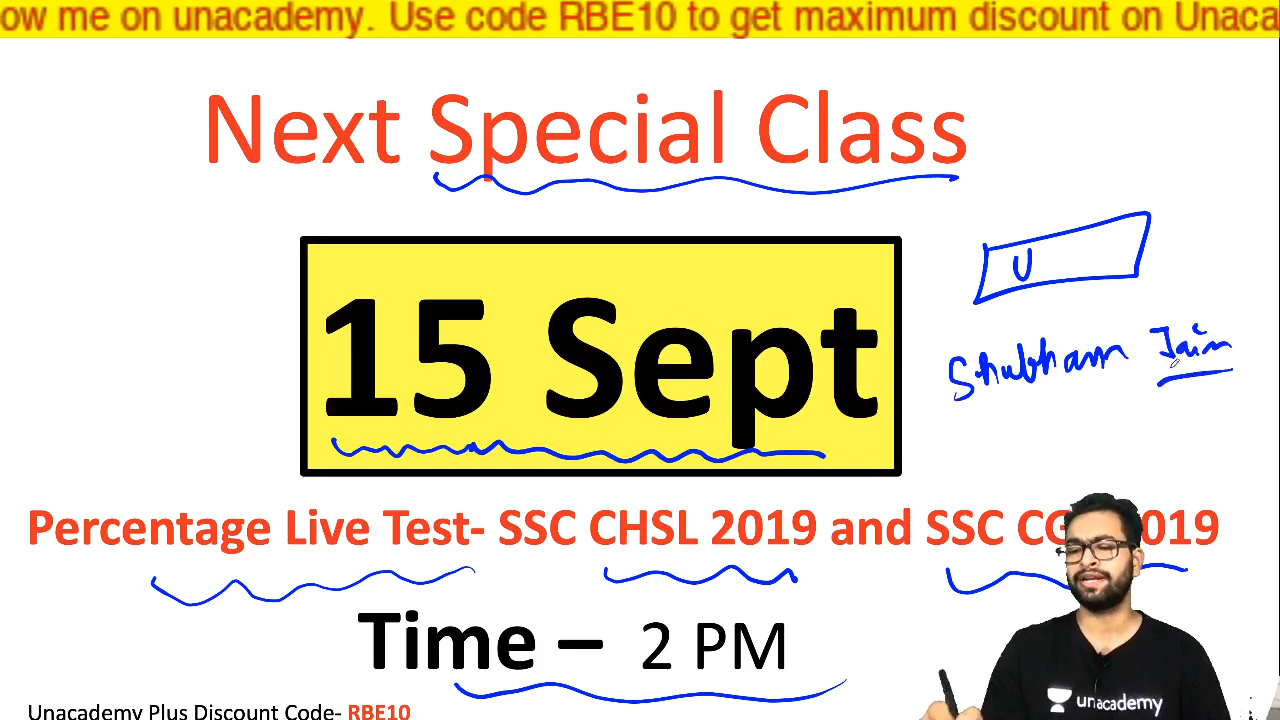 ow me on unacademy. Use code RBE10 to get maximum discount on Unaca
Next Special Class
15 Sept
U
Shubham Jain
Percentage Live Test- SSC CHSL 2019 and SSC CG 2019
Time – 2 PM
unacademy
Unacademy Plus Discount Code- RBE10